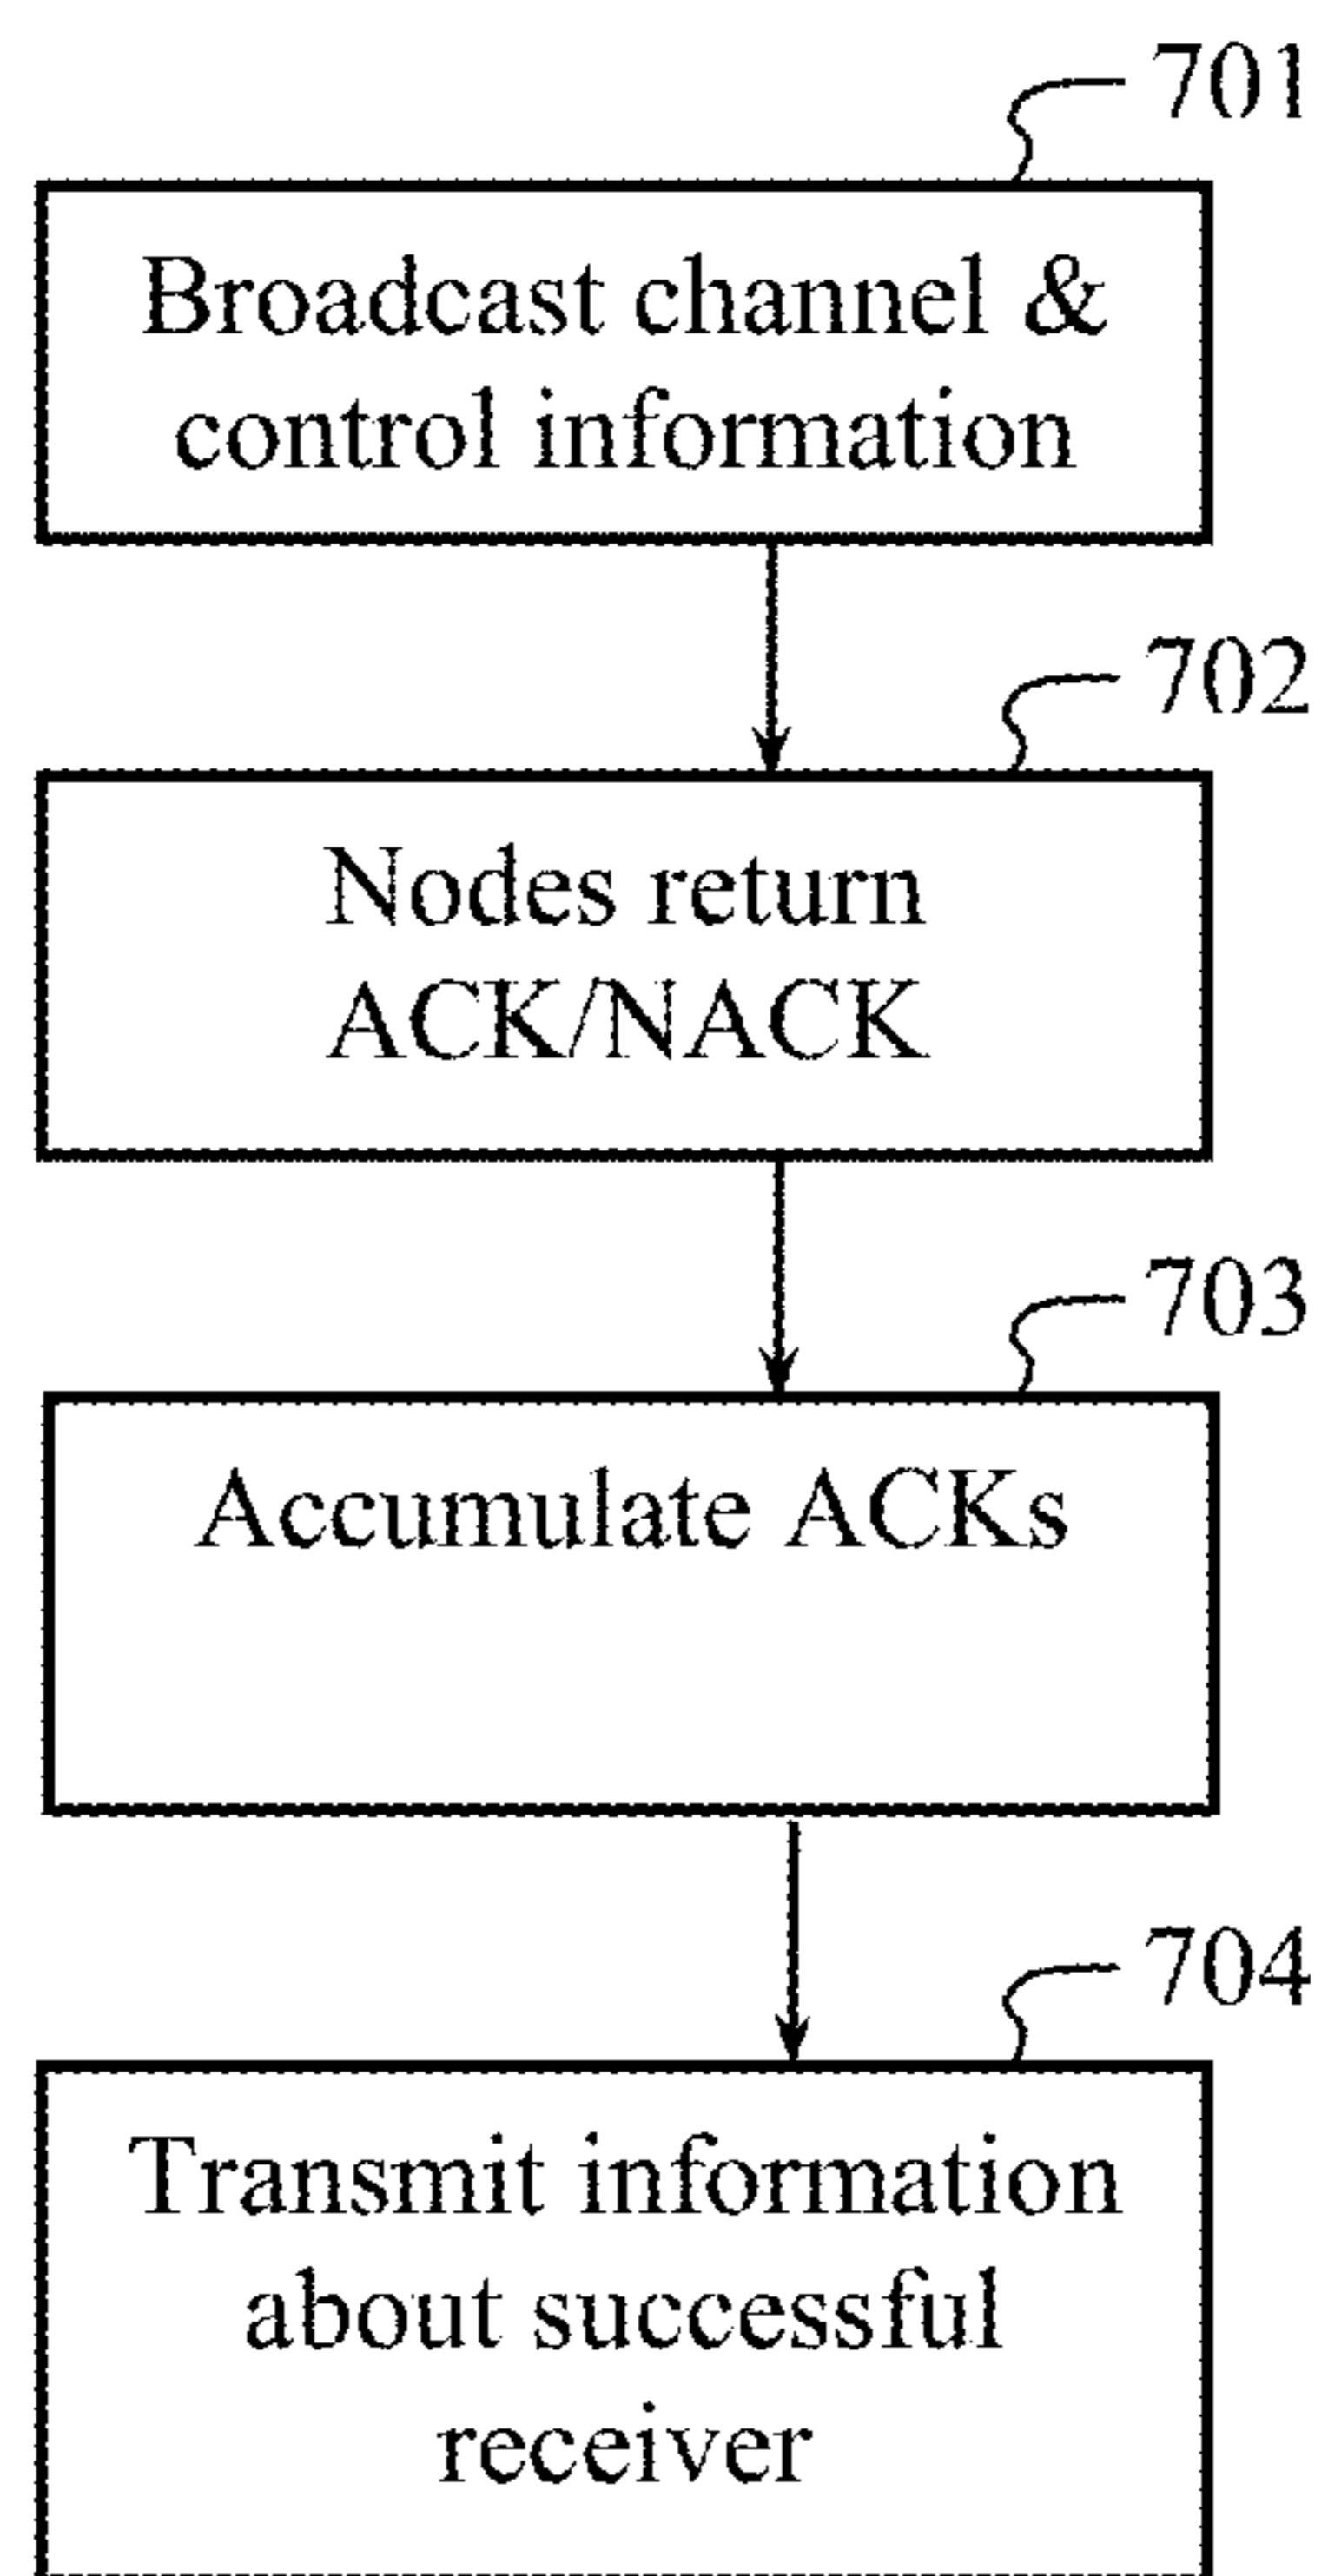 701
Broadcast channel &
control information
702
Nodes return
ACK/NACK
703
Accumulate ACKs
704
Transmit information
about successful
receiver